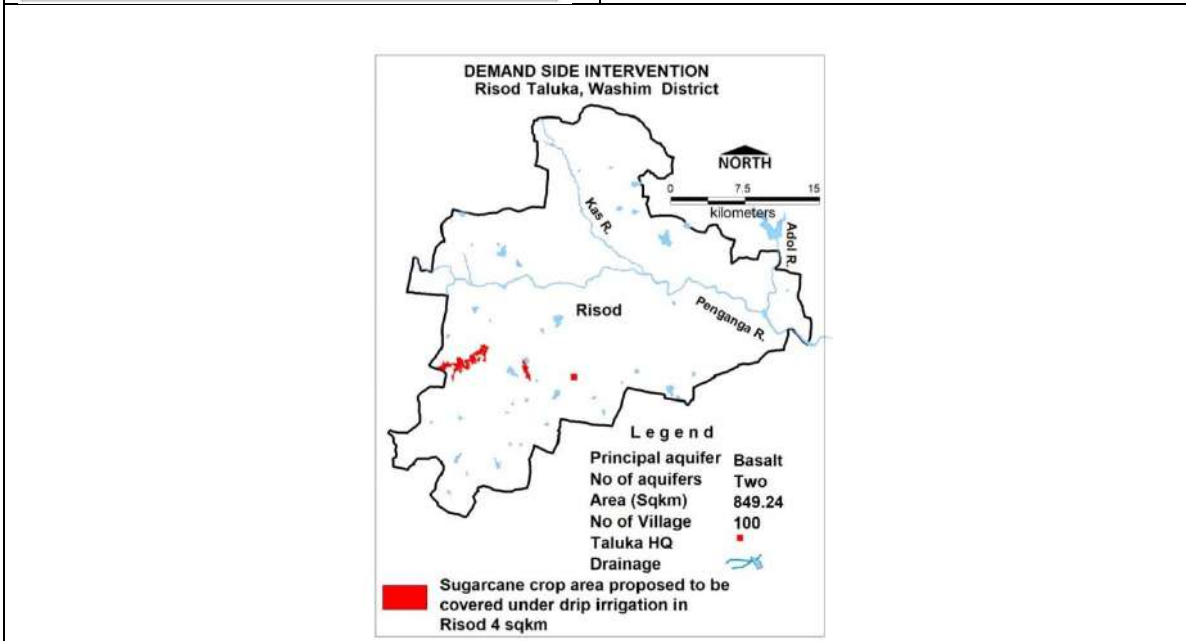 DEMAND SIDE INTERVENTION
Risod Taluka, Washim District
NORTH
0 7.5 15
kilometers
Kas R.
Adol R.
Risod
Penganga R.
Legend
Principal aquifer Basalt
No of aquifers Two
Area (Sqkm) 849.24
No of Village 100
Taluka HQ
Drainage
Sugarcane crop area proposed to be
covered under drip irrigation in
Risod 4 sqkm